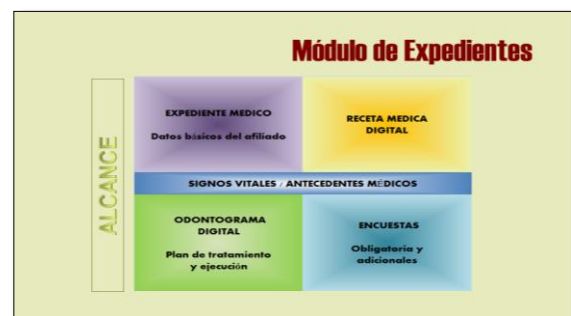 Módulo de Expedientes
ALCANCE
EXPEDIENTE MEDICO
Datos básicos del afiliado
RECETA MEDICA
DIGITAL
SIGNOS VITALES / ANTECEDENTES MÉDICOS
ODONTOGRAMA
DIGITAL
Plan de tratamiento
y ejecución
ENCUESTAS
Obligatoria y
adicionales